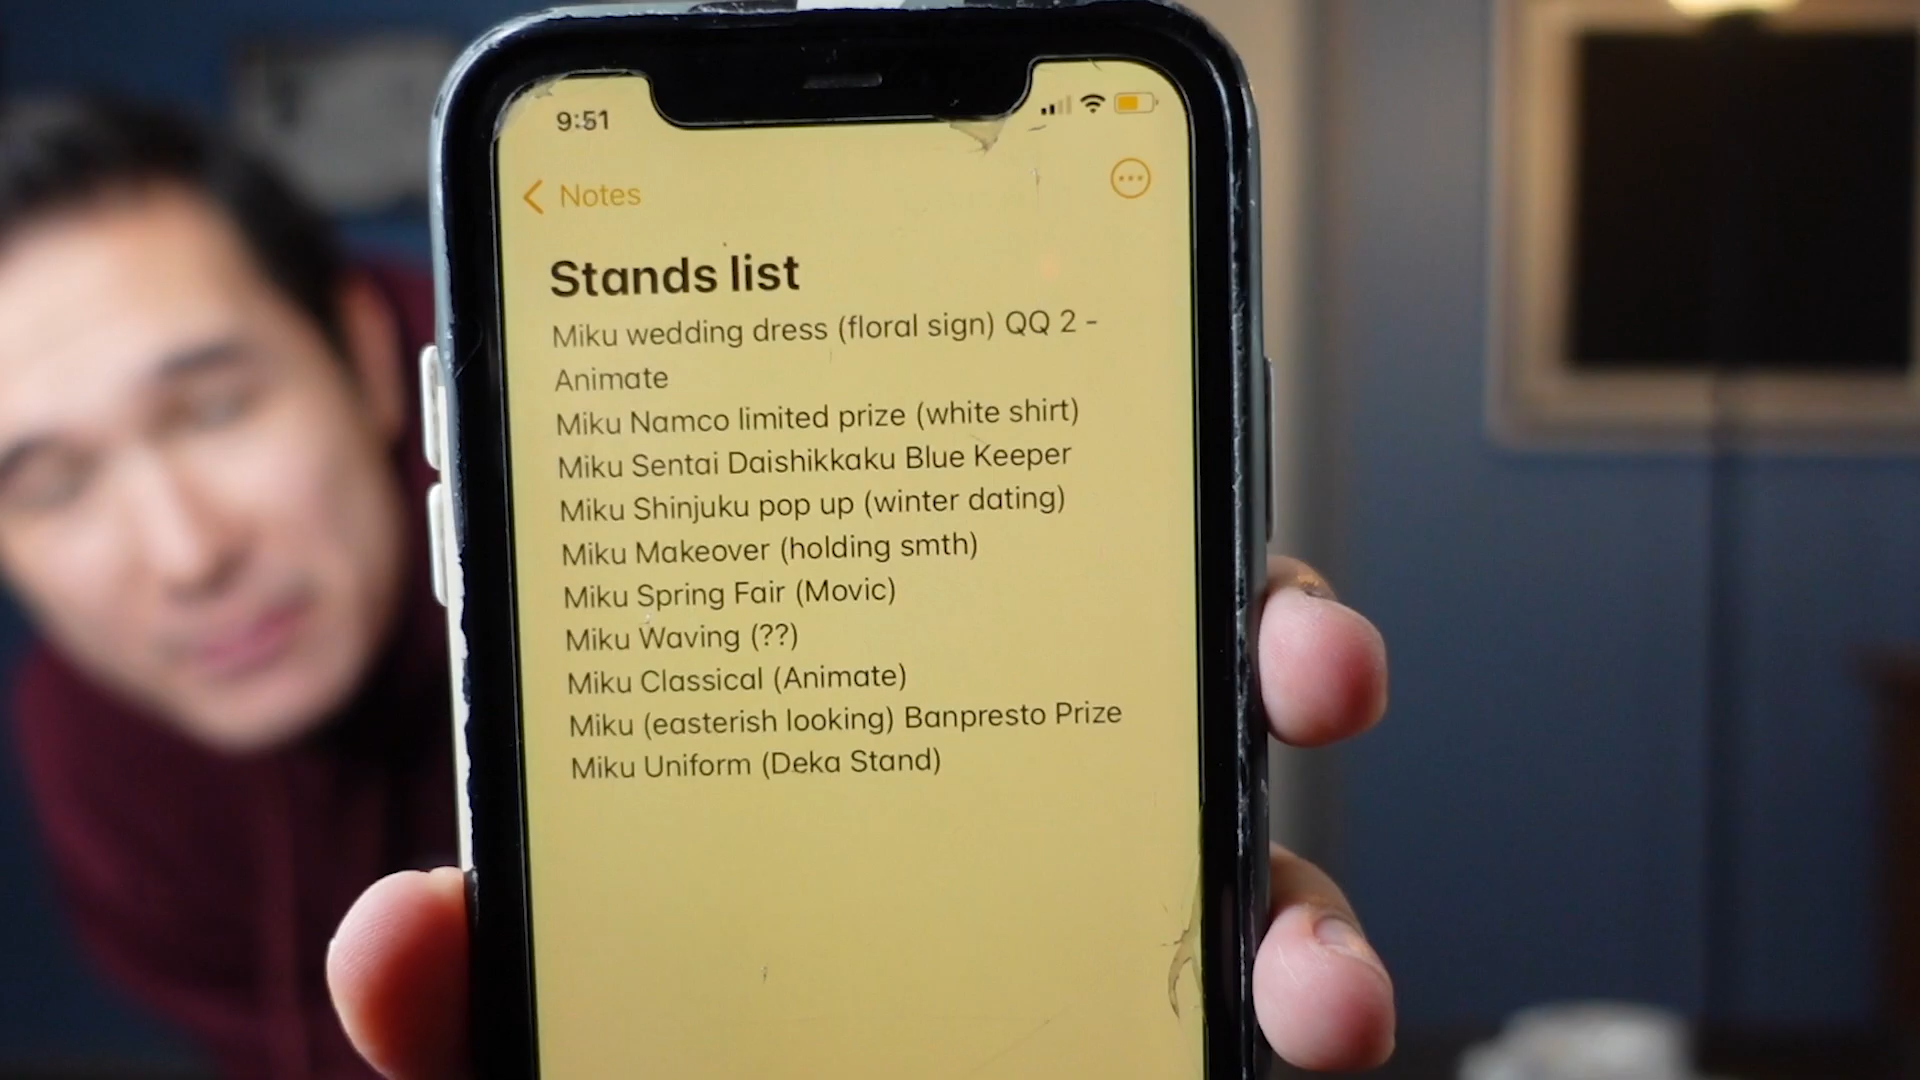 9:51
Notes
Stands list
Miku wedding dress (floral sign) QQ 2 -
Animate
Miku Namco limited prize (white shirt)
Miku Sentai Daishikkaku Blue Keeper
Miku Shinjuku pop up (winter dating)
Miku Makeover (holding smth)
Miku Spring Fair (Movic)
Miku Waving (??)
Miku Classical (Animate)
Miku (easterish looking) Banpresto Prize
Miku Uniform (Deka Stand)